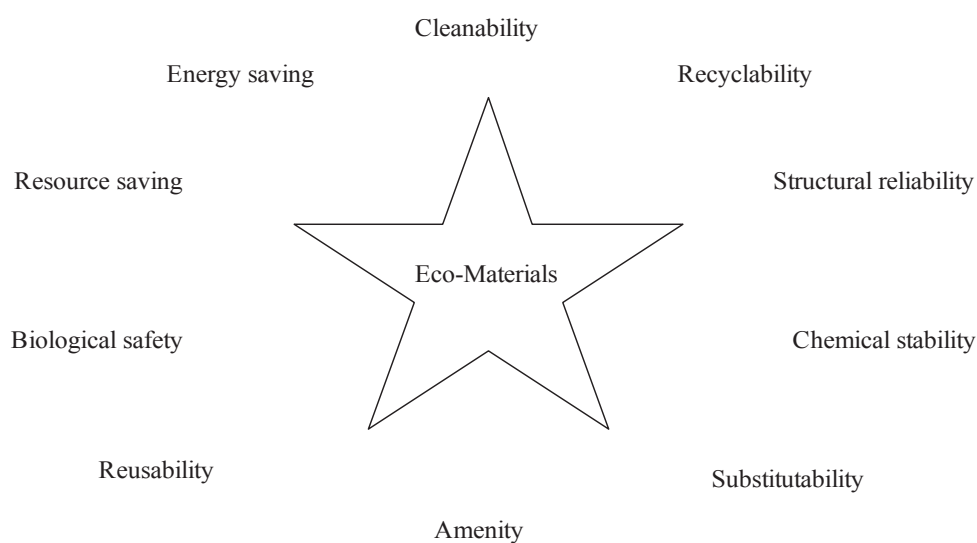 Cleanability
Energy saving
Recyclability
Resource saving
Structural reliability
Eco-Materials
Biological safety
Chemical stability
Reusability
Substitutability
Amenity